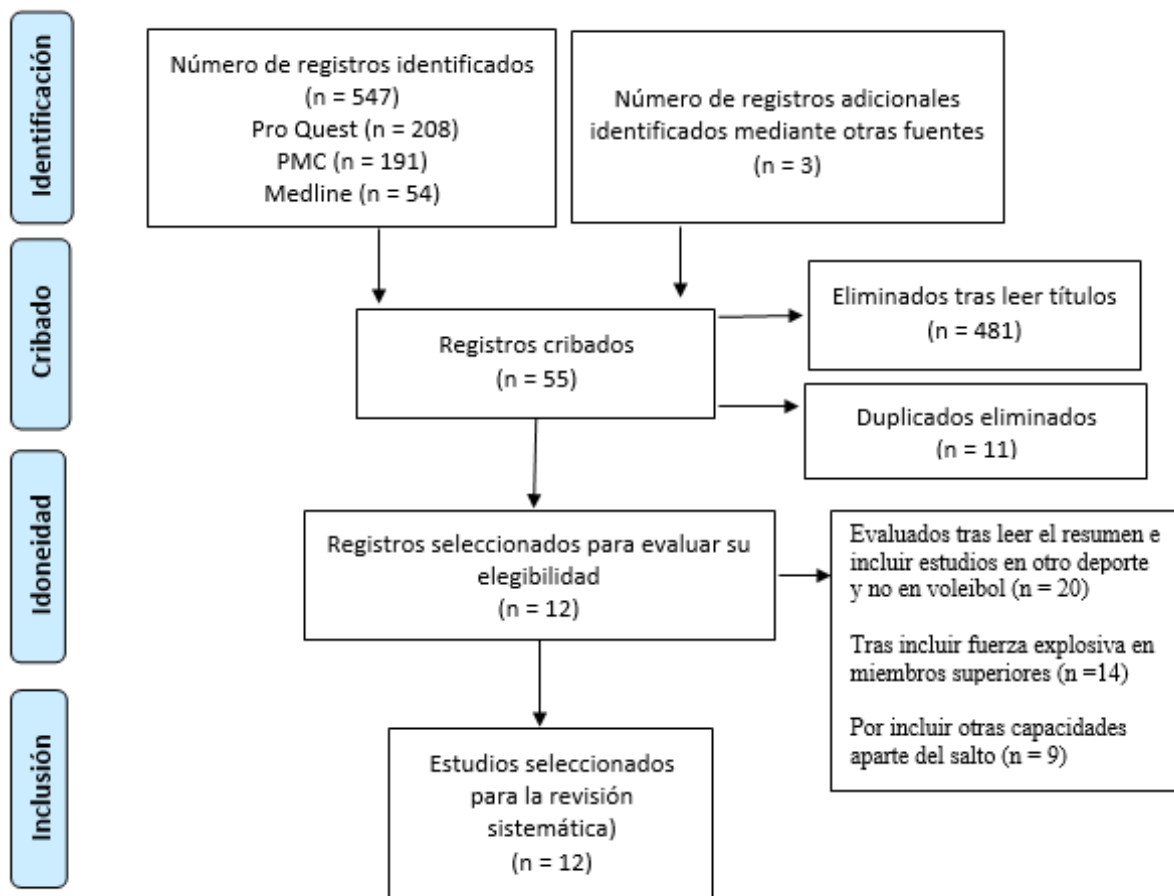 Identificación
Número de registros identificados
(n = 547)
Pro Quest (n = 208)
PMC (n = 191)
Medline (n = 54)
Número de registros adicionales
identificados mediante otras fuentes
(n = 3)
Cribado
Registros cribados
(n = 55)
Eliminados tras leer títulos
(n = 481)
Duplicados eliminados
(n = 11)
Idoneidad
Registros seleccionados para evaluar su
elegibilidad
(n = 12)
Evaluados tras leer el resumen e
incluir estudios en otro deporte
y no en voleibol (n = 20)
Tras incluir fuerza explosiva en
miembros superiores (n =14)
Por incluir otras capacidades
aparte del salto (n = 9)
Inclusión
Estudios seleccionados
para la revisión
sistemática)
(n = 12)